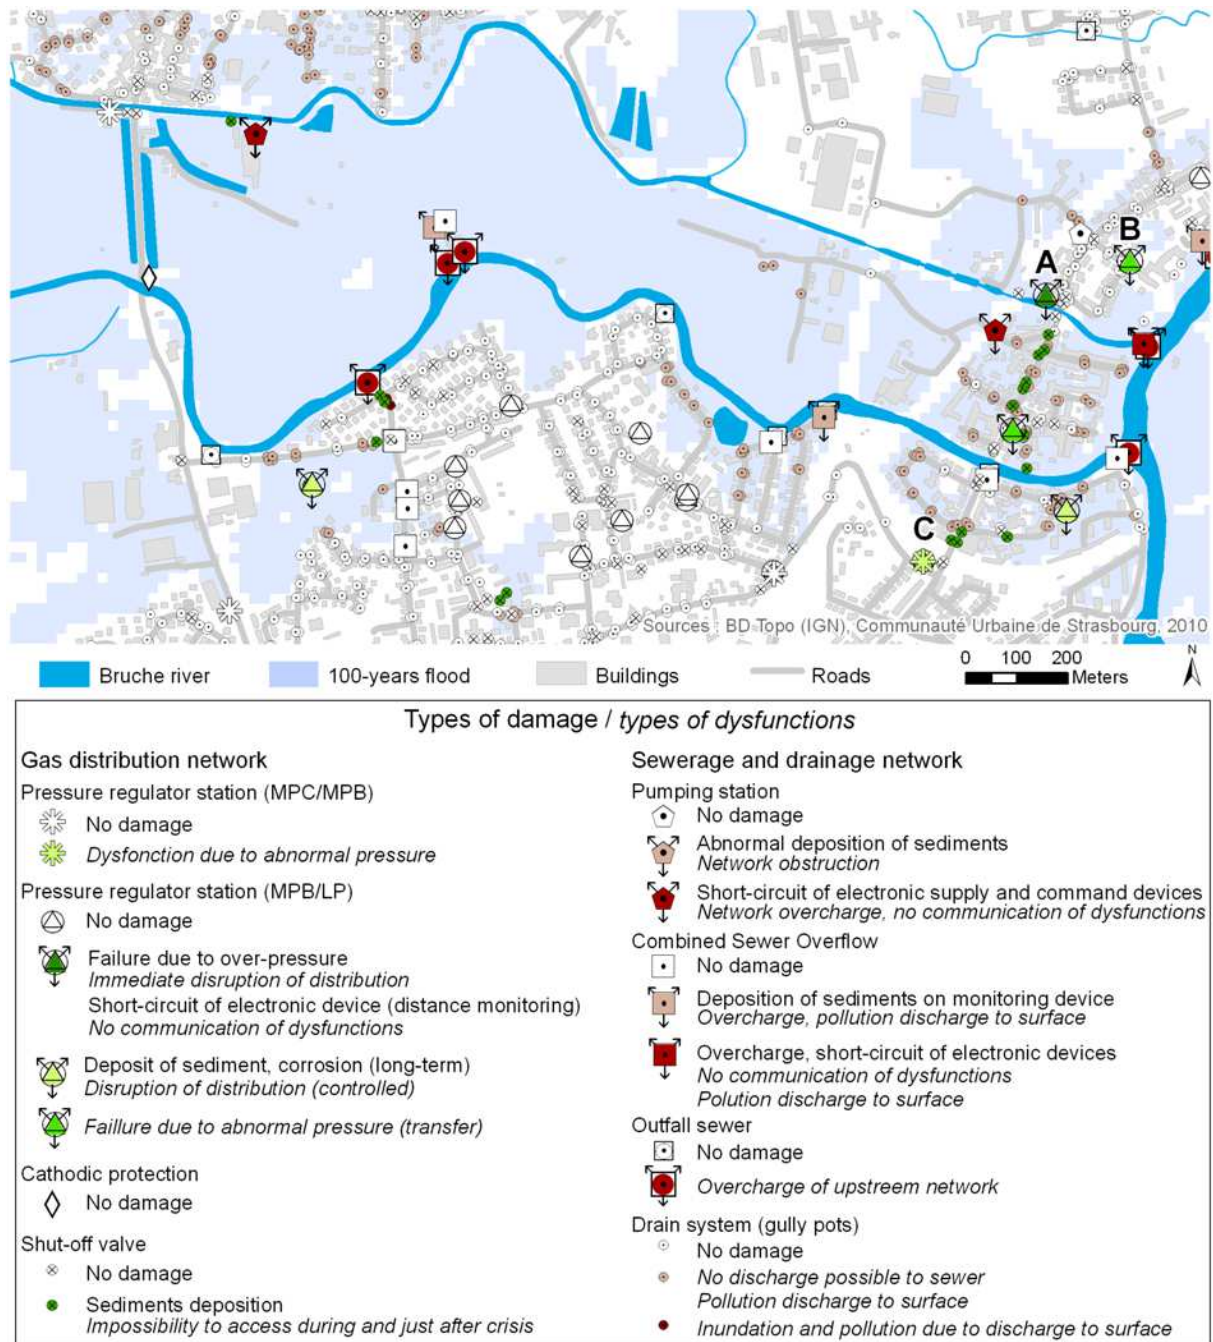 A
B
C
Sources : BD Topo (IGN), Communauté Urbaine de Strasbourg, 2010
Bruche river
100-years flood
Buildings
Roads
0 100 200
Meters
N
Types of damage / types of dysfunctions
Gas distribution network
Pressure regulator station (MPC/MPB)
No damage
Dysfonction due to abnormal pressure
Pressure regulator station (MPB/LP)
No damage
Failure due to over-pressure
Immediate disruption of distribution
Short-circuit of electronic device (distance monitoring)
No communication of dysfunctions
Deposit of sediment, corrosion (long-term)
Disruption of distribution (controlled)
Faillure due to abnormal pressure (transfer)
Cathodic protection
No damage
Shut-off valve
No damage
Sediments deposition
Impossibility to access during and just after crisis
Sewerage and drainage network
Pumping station
No damage
Abnormal deposition of sediments
Network obstruction
Short-circuit of electronic supply and command devices
Network overcharge, no communication of dysfunctions
Combined Sewer Overflow
No damage
Deposition of sediments on monitoring device
Overcharge, pollution discharge to surface
Overcharge, short-circuit of electronic devices
No communication of dysfunctions
Polution discharge to surface
Outfall sewer
No damage
Overcharge of upstreem network
Drain system (gully pots)
No damage
No discharge possible to sewer
Pollution discharge to surface
Inundation and pollution due to discharge to surface